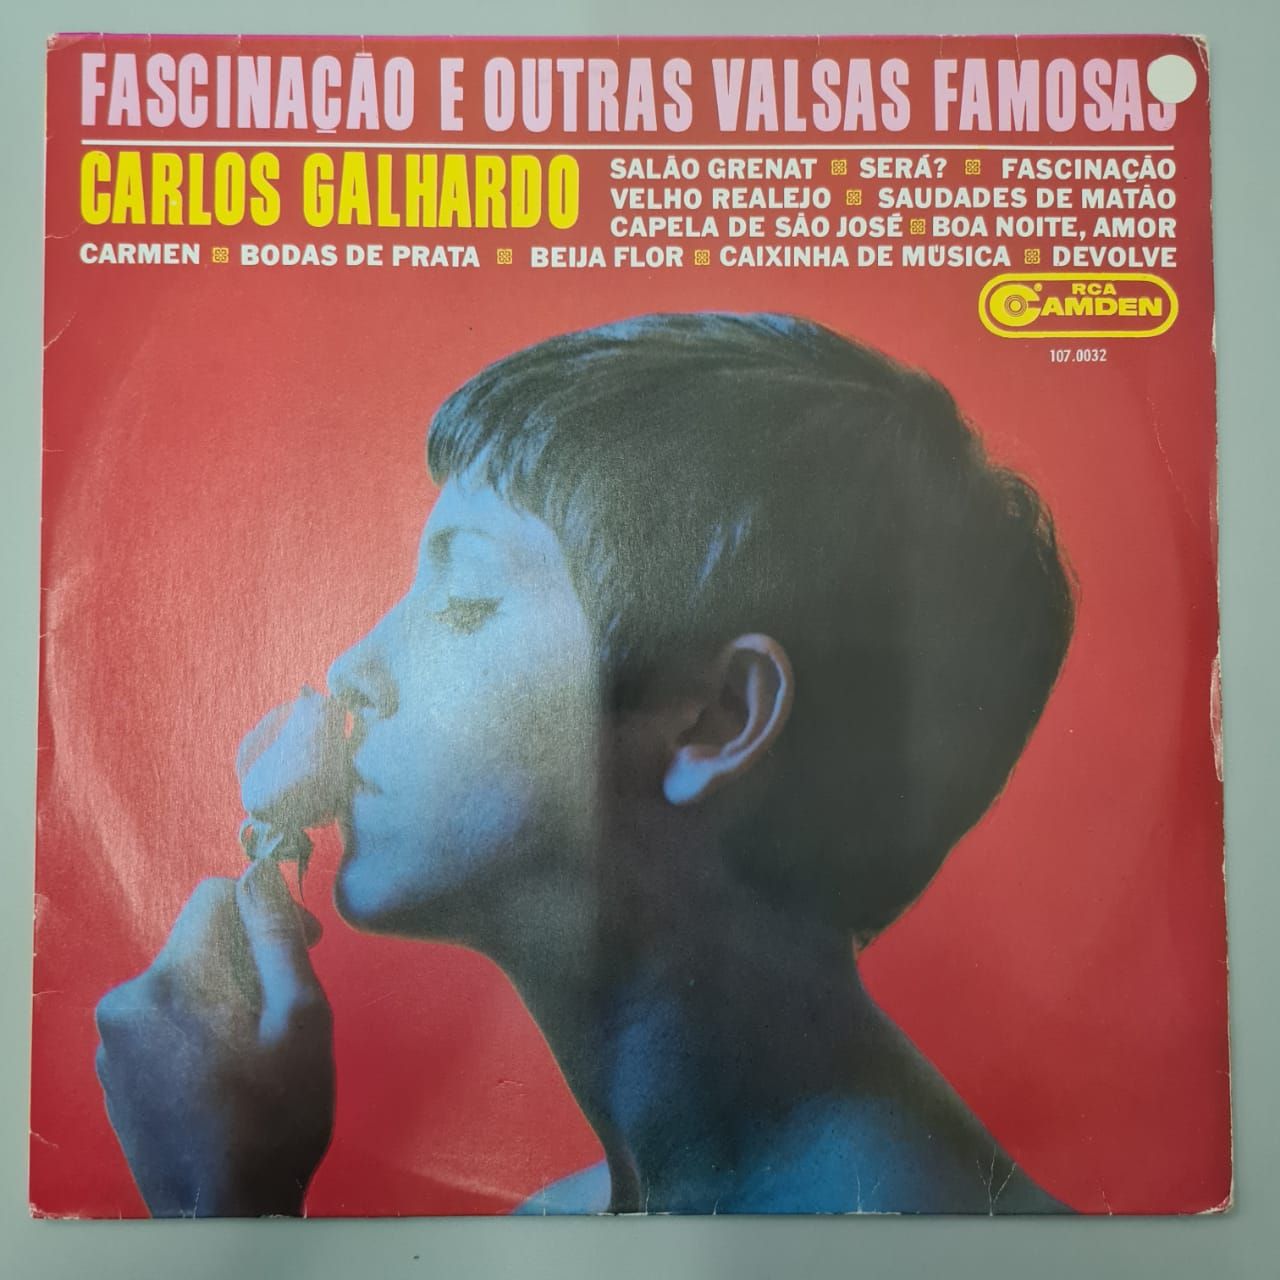 FASCINAÇÃO E OUTRAS VALSAS FAMOSAS
CARLOS GALHARDO
SALÃO GRENAT SERÁ? FASCINAÇÃO
VELHO REALEJO SAUDADES DE MATÃO
CAPELA DE SÃO JOSÉ BOA NOITE, AMOR
CARMEN BODAS DE PRATA BEIJA FLOR CAIXINHA DE MÚSICA DEVOLVE
RCA
CAMDEN
107.0032